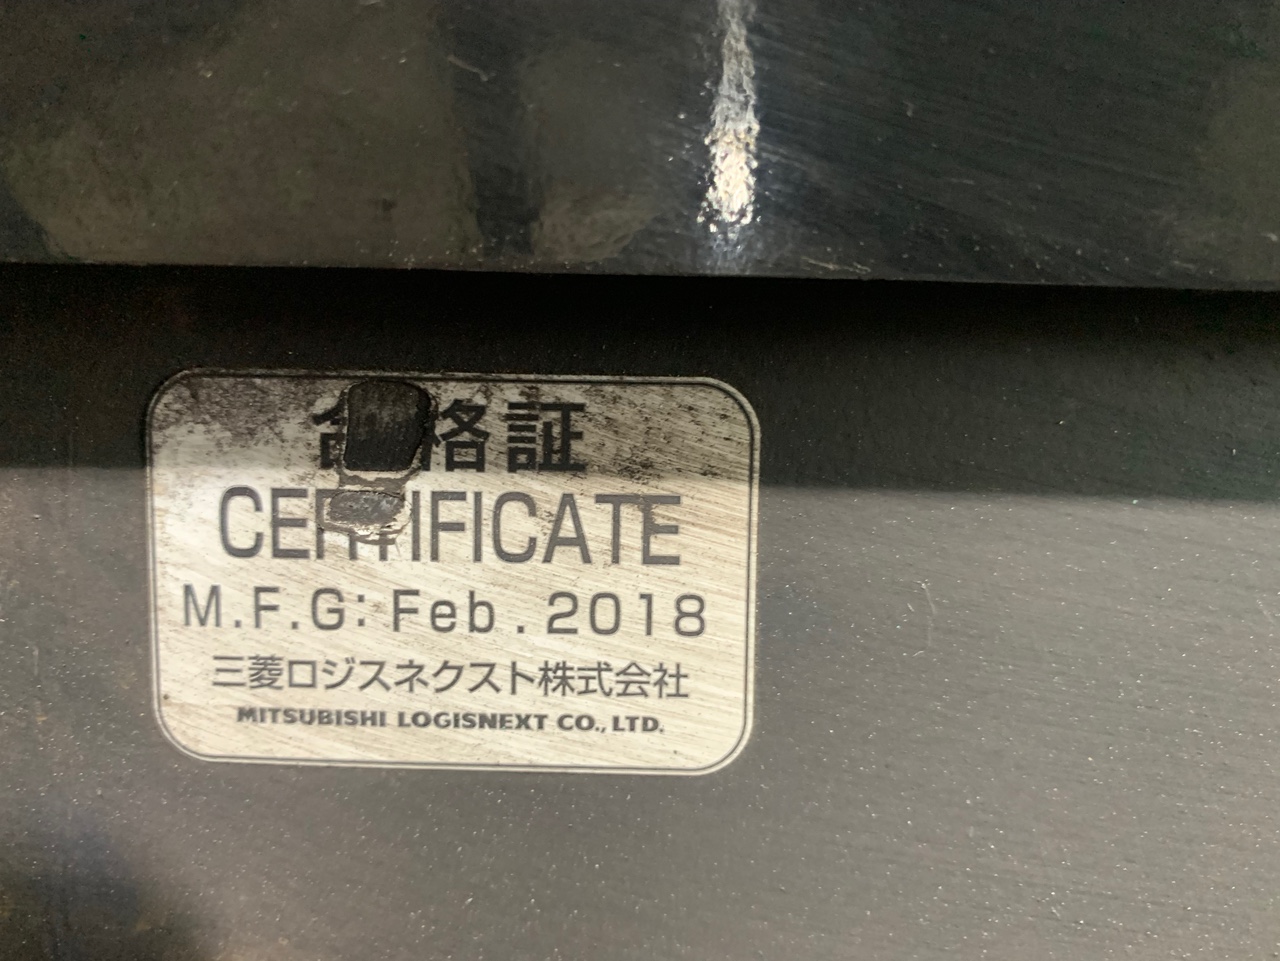 合格証
CERTIFICATE
M.F.G: Feb. 2018
三菱ロジスネクスト株式会社
MITSUBISHI LOGISNEXT CO., LTD.